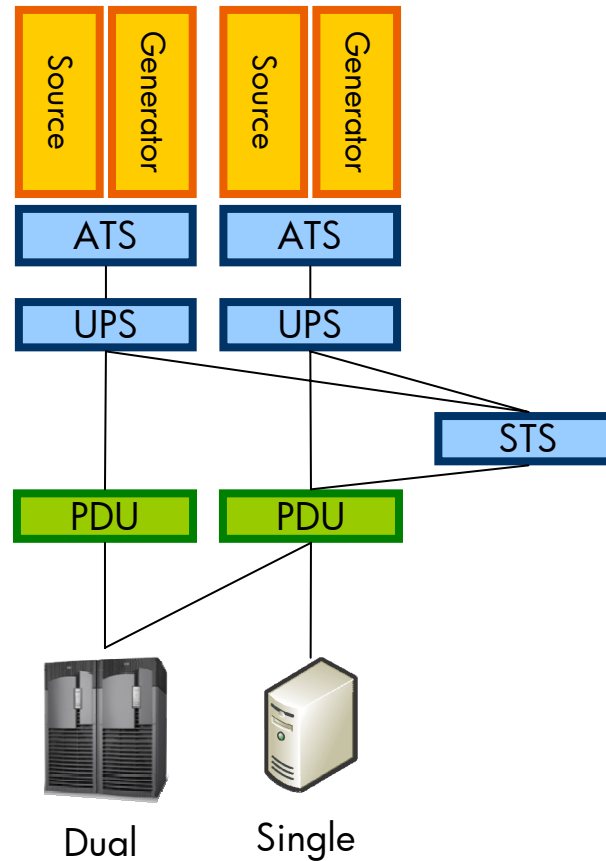 Source
Generator
Source
Generator
ATS
ATS
UPS
UPS
STS
PDU
PDU
Dual
Single